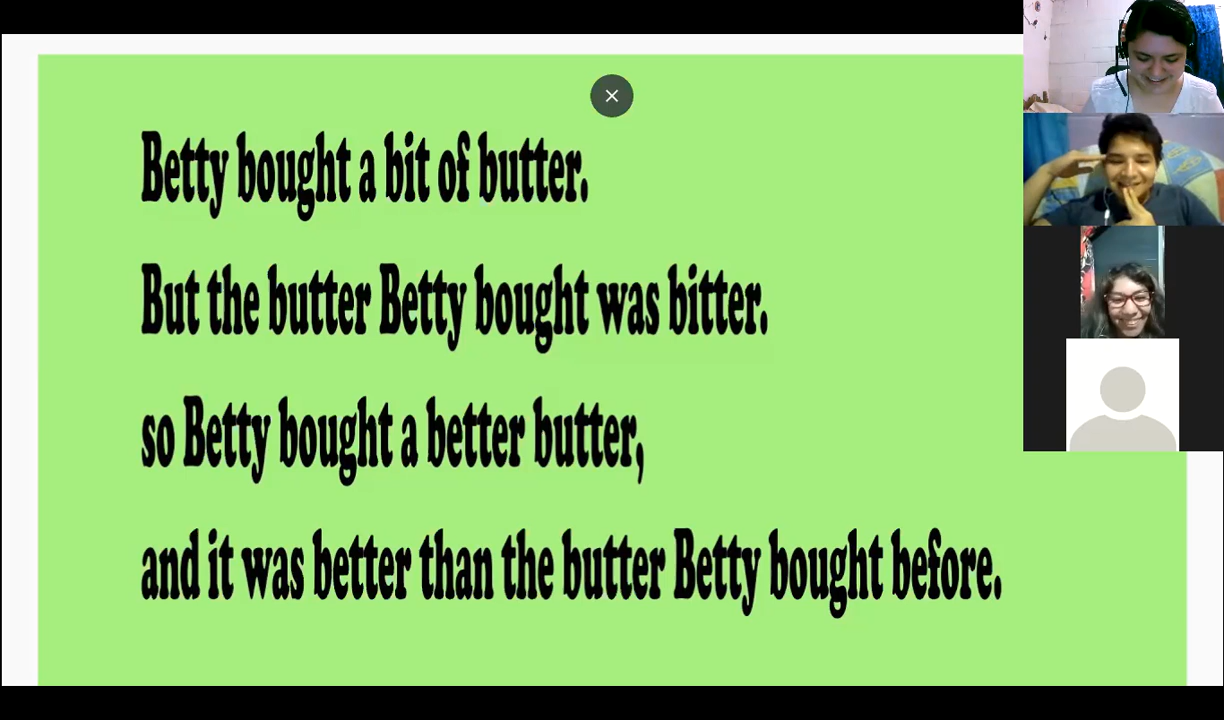 Betty bought a bit of butter.
But the butter Betty bought was bitter.
so Betty bought a better butter,
and it was better than the butter Betty bought before.